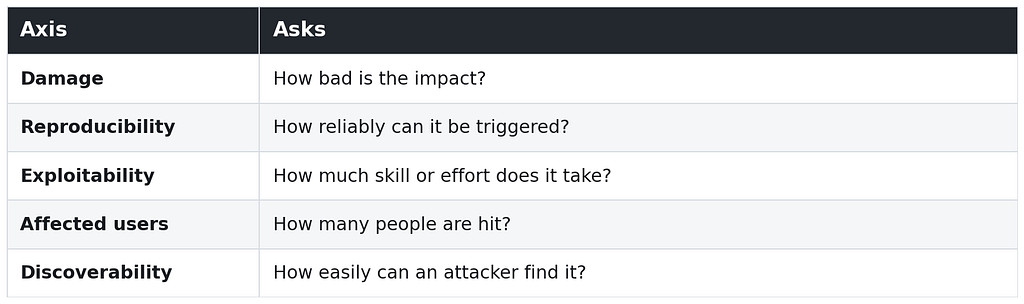 Axis Asks
Damage How bad is the impact?
Reproducibility How reliably can it be triggered?
Exploitability How much skill or effort does it take?
Affected users How many people are hit?
Discoverability How easily can an attacker find it?